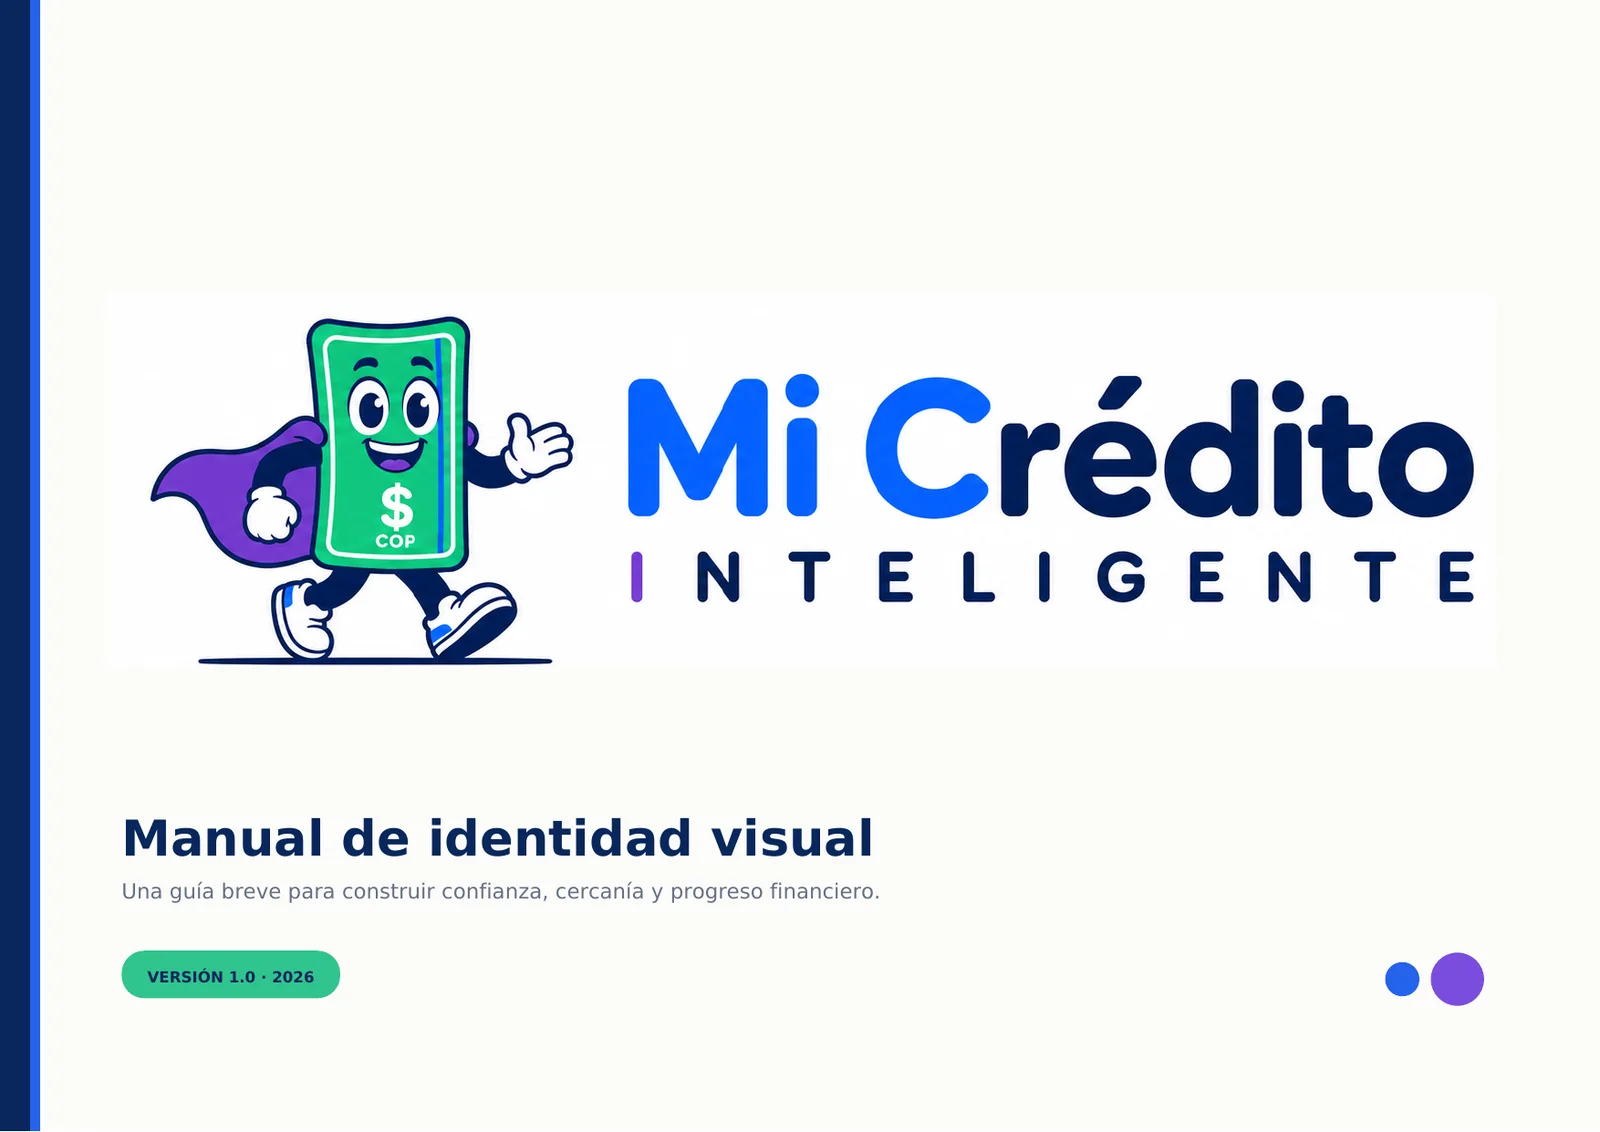 $
COP
Mi Crédito
INTELIGENTE
Manual de identidad visual
Una guía breve para construir confianza, cercanía y progreso financiero.
VERSIÓN 1.0 · 2026